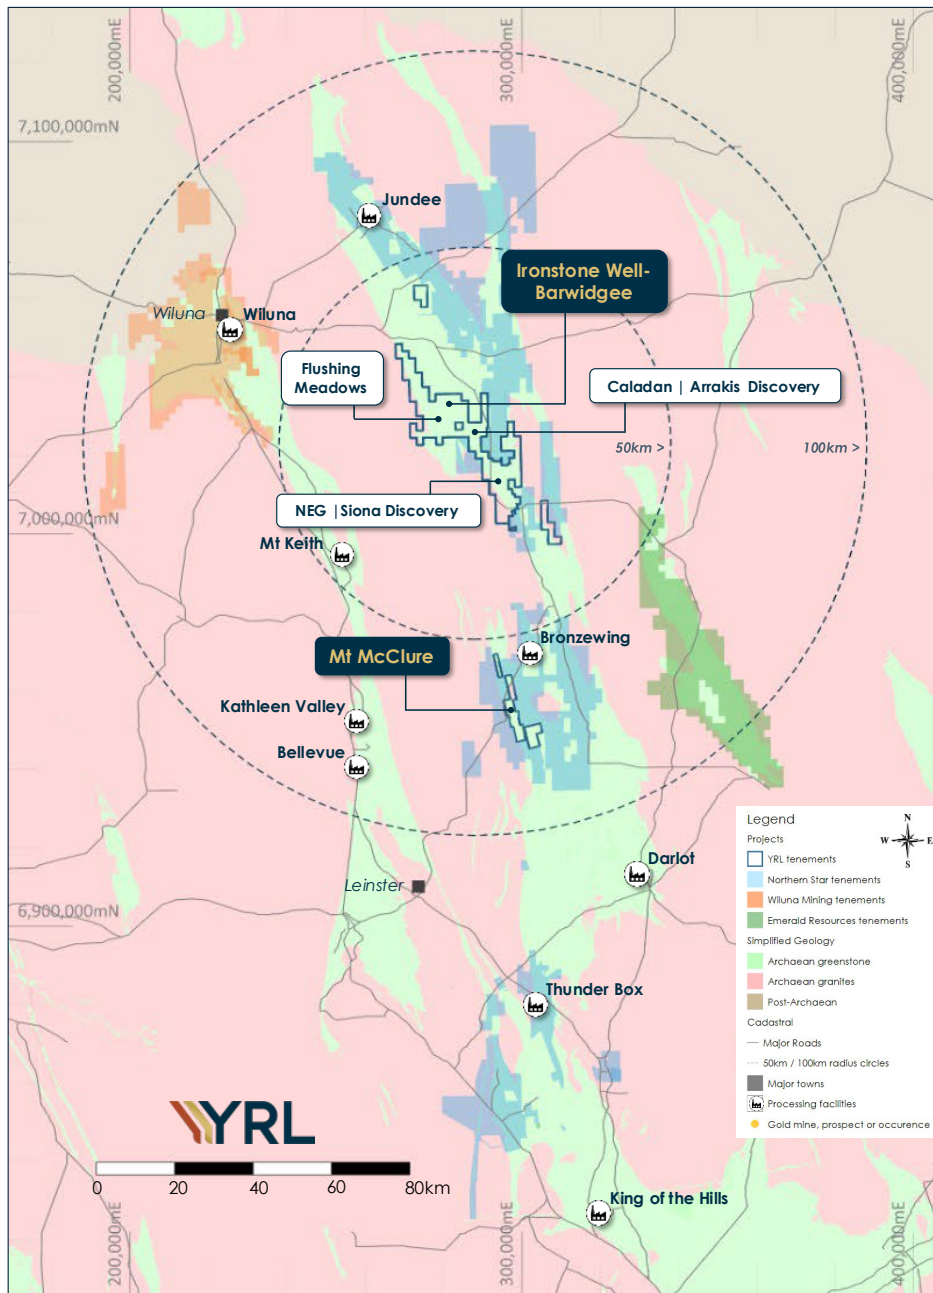 200,000mE
300,000mE
400,000mE
7,100,000mN
Jundee
Ironstone Well-
Barwidgee
Wiluna
Wiluna
Flushing
Meadows
Caladan | Arrakis Discovery
50km >
100km >
NEG |Siona Discovery
7,000,000mN
Mt Keith
Bronzewing
Mt McClure
Kathleen Valley
Bellevue
Darlot
Leinster
6,900,000mN
Thunder Box
King of the Hills
YRL
0 20 40 60 80km
200,000mE
300,000mE
400,000mE
Legend
N
W E
S
Projects
YRL tenements
Northern Star tenements
Wiluna Mining tenements
Emerald Resources tenements
Simplified Geology
Archaean greenstone
Archaean granites
Post-Archaean
Cadastral
Major Roads
50km / 100km radius circles
Major towns
Processing facilities
Gold mine, prospect or occurence